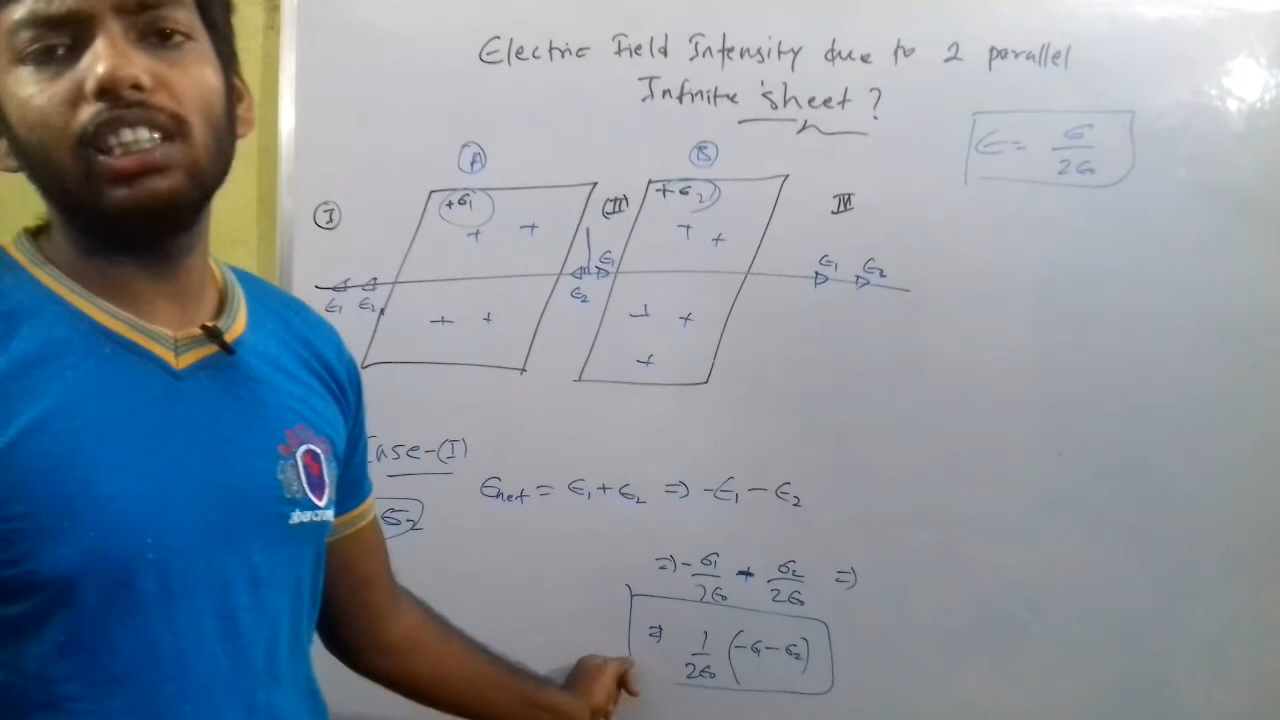 Electric Field Intensity due to 2 parallel
Infinite sheet?
E = σ/2ε₀
A
B
I
+σ₁
(II)
+σ₂
III
+ +
+ +
E₁
E₁ E₂
E₁ E₂
E₂
+ +
+ +
+
Case-(I)
Enet = E₁ + E₂ ⇒ -E₁ - E₂
σ₂
⇒ -σ₁/2ε₀ - σ₂/2ε₀ ⇒
⇒ 1/2ε₀ (-σ₁ - σ₂)